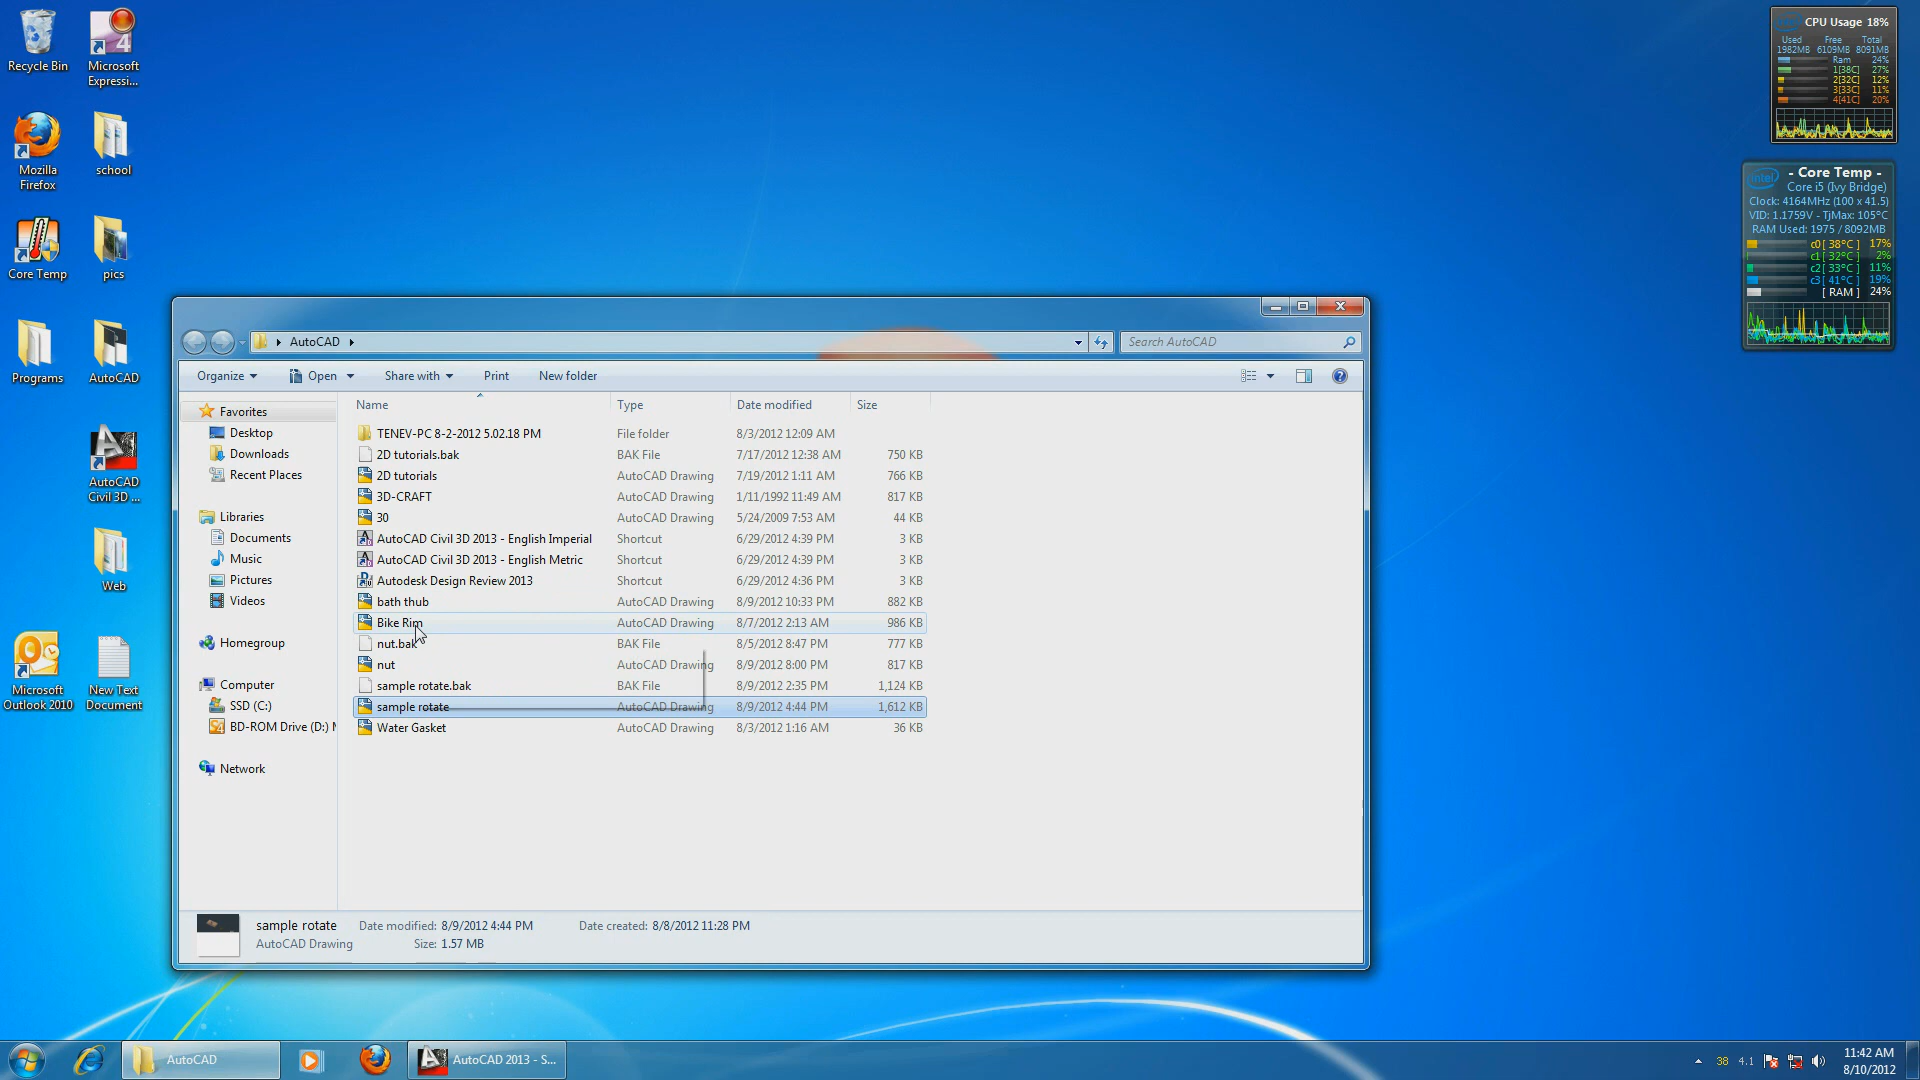 Recycle Bin
Microsoft
Expressi...
Mozilla
Firefox
school
Core Temp
pics
Programs
AutoCAD
AutoCAD
Civil 3D ...
Web
Microsoft
Outlook 2010
New Text
Document
CPU Usage 18%
Used Free Total
1982MB 6109MB 8091MB
Ram 24%
1[38C] 27%
2[32C] 12%
3[33C] 11%
4[41C] 20%
intel
- Core Temp -
Core i5 (Ivy Bridge)
Clock: 4164MHz (100 x 41.5)
VID: 1.1759V - TjMax: 105°C
RAM Used: 1975 / 8092MB
c0[ 38°C ] 17%
c1[ 32°C ] 2%
c2[ 33°C ] 11%
c3[ 41°C ] 19%
[ RAM ] 24%
AutoCAD
Search AutoCAD
Organize Open Share with Print New folder
Favorites
Desktop
Downloads
Recent Places
Libraries
Documents
Music
Pictures
Videos
Homegroup
Computer
SSD (C:)
BD-ROM Drive (D:)
Network
Name Type Date modified Size
TENEV-PC 8-2-2012 5.02.18 PM File folder 8/3/2012 12:09 AM
2D tutorials.bak BAK File 7/17/2012 12:38 AM 750 KB
2D tutorials AutoCAD Drawing 7/19/2012 1:11 AM 766 KB
3D-CRAFT AutoCAD Drawing 1/11/1992 11:49 AM 817 KB
30 AutoCAD Drawing 5/24/2009 7:53 AM 44 KB
AutoCAD Civil 3D 2013 - English Imperial Shortcut 6/29/2012 4:39 PM 3 KB
AutoCAD Civil 3D 2013 - English Metric Shortcut 6/29/2012 4:39 PM 3 KB
Autodesk Design Review 2013 Shortcut 6/29/2012 4:36 PM 3 KB
bath thub AutoCAD Drawing 8/9/2012 10:33 PM 882 KB
Bike Rim AutoCAD Drawing 8/7/2012 2:13 AM 986 KB
nut.bak BAK File 8/5/2012 8:47 PM 777 KB
nut AutoCAD Drawing 8/9/2012 8:00 PM 817 KB
sample rotate.bak BAK File 8/9/2012 2:35 PM 1,124 KB
sample rotate AutoCAD Drawing 8/9/2012 4:44 PM 1,612 KB
Water Gasket AutoCAD Drawing 8/3/2012 1:16 AM 36 KB
sample rotate Date modified: 8/9/2012 4:44 PM Date created: 8/8/2012 11:28 PM
AutoCAD Drawing Size: 1.57 MB
AutoCAD
AutoCAD 2013 - S...
38 4.1
11:42 AM
8/10/2012